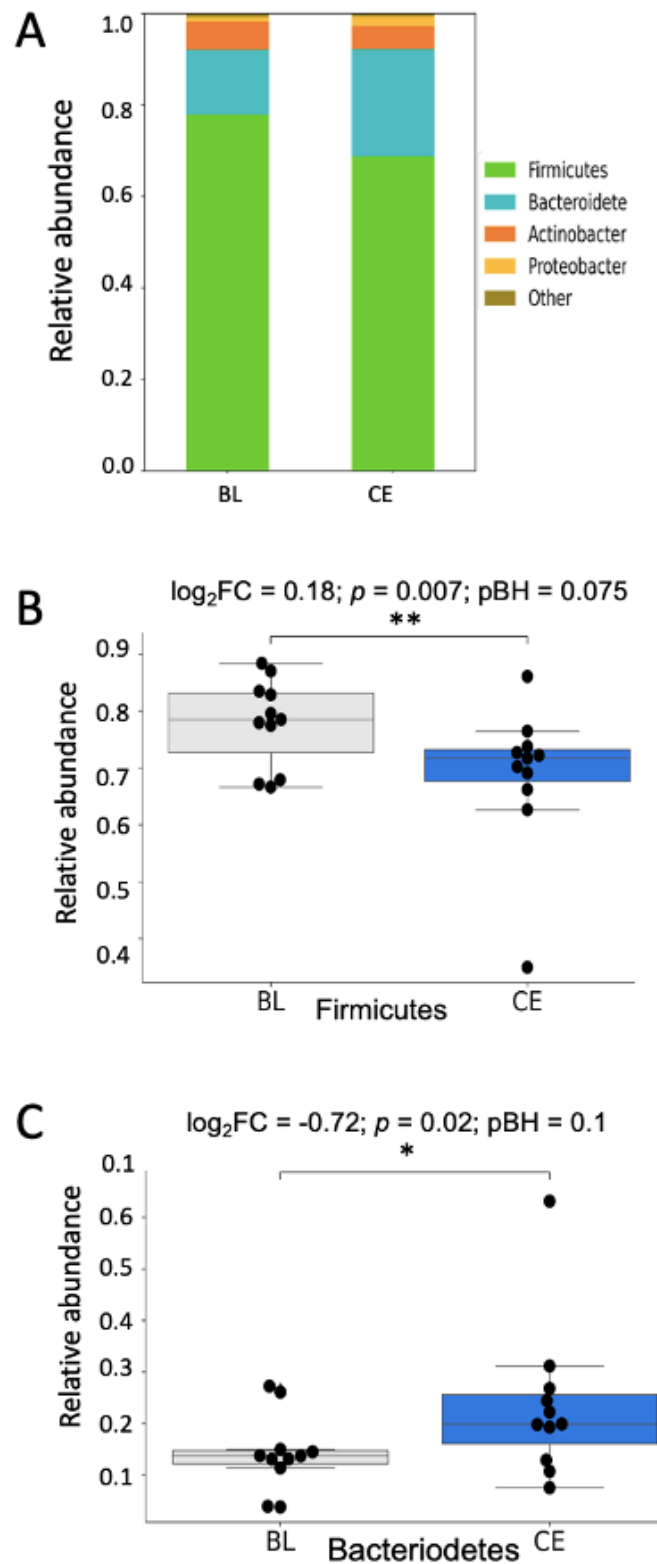 A
Relative abundance
1.0
0.8
0.6
0.4
0.2
0.0
BL
CE
Firmicutes
Bacteroidete
Actinobacter
Proteobacter
Other
B
log₂FC = 0.18; p = 0.007; pBH = 0.075
**
Relative abundance
0.9
0.8
0.7
0.6
0.5
0.4
BL
Firmicutes
CE
C
log₂FC = -0.72; p = 0.02; pBH = 0.1
*
Relative abundance
0.1
0.6
0.5
0.4
0.3
0.2
0.1
BL
Bacteriodetes
CE